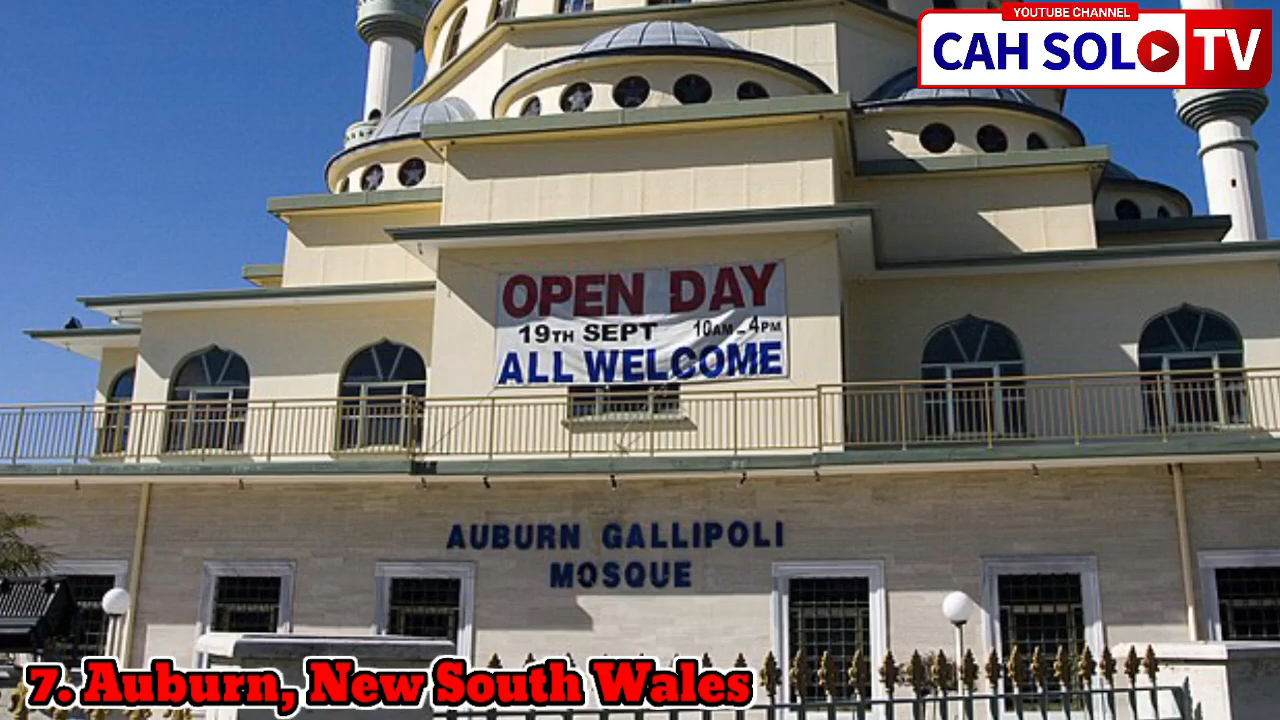 YOUTUBE CHANNEL
CAH SOLO TV
OPEN DAY
19TH SEPT 10AM - 4PM
ALL WELCOME
AUBURN GALLIPOLI
MOSQUE
7. Auburn, New South Wales